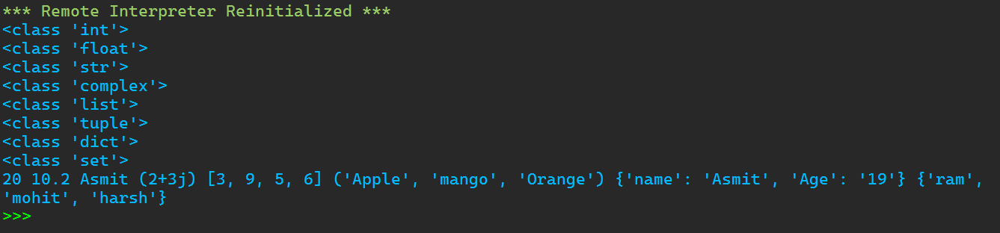 *** Remote Interpreter Reinitialized ***
<class 'int'>
<class 'float'>
<class 'str'>
<class 'complex'>
<class 'list'>
<class 'tuple'>
<class 'dict'>
<class 'set'>
20 10.2 Asmit (2+3j) [3, 9, 5, 6] ('Apple', 'mango', 'Orange') {'name': 'Asmit', 'Age': '19'} {'ram',
'mohit', 'harsh'}
>>>